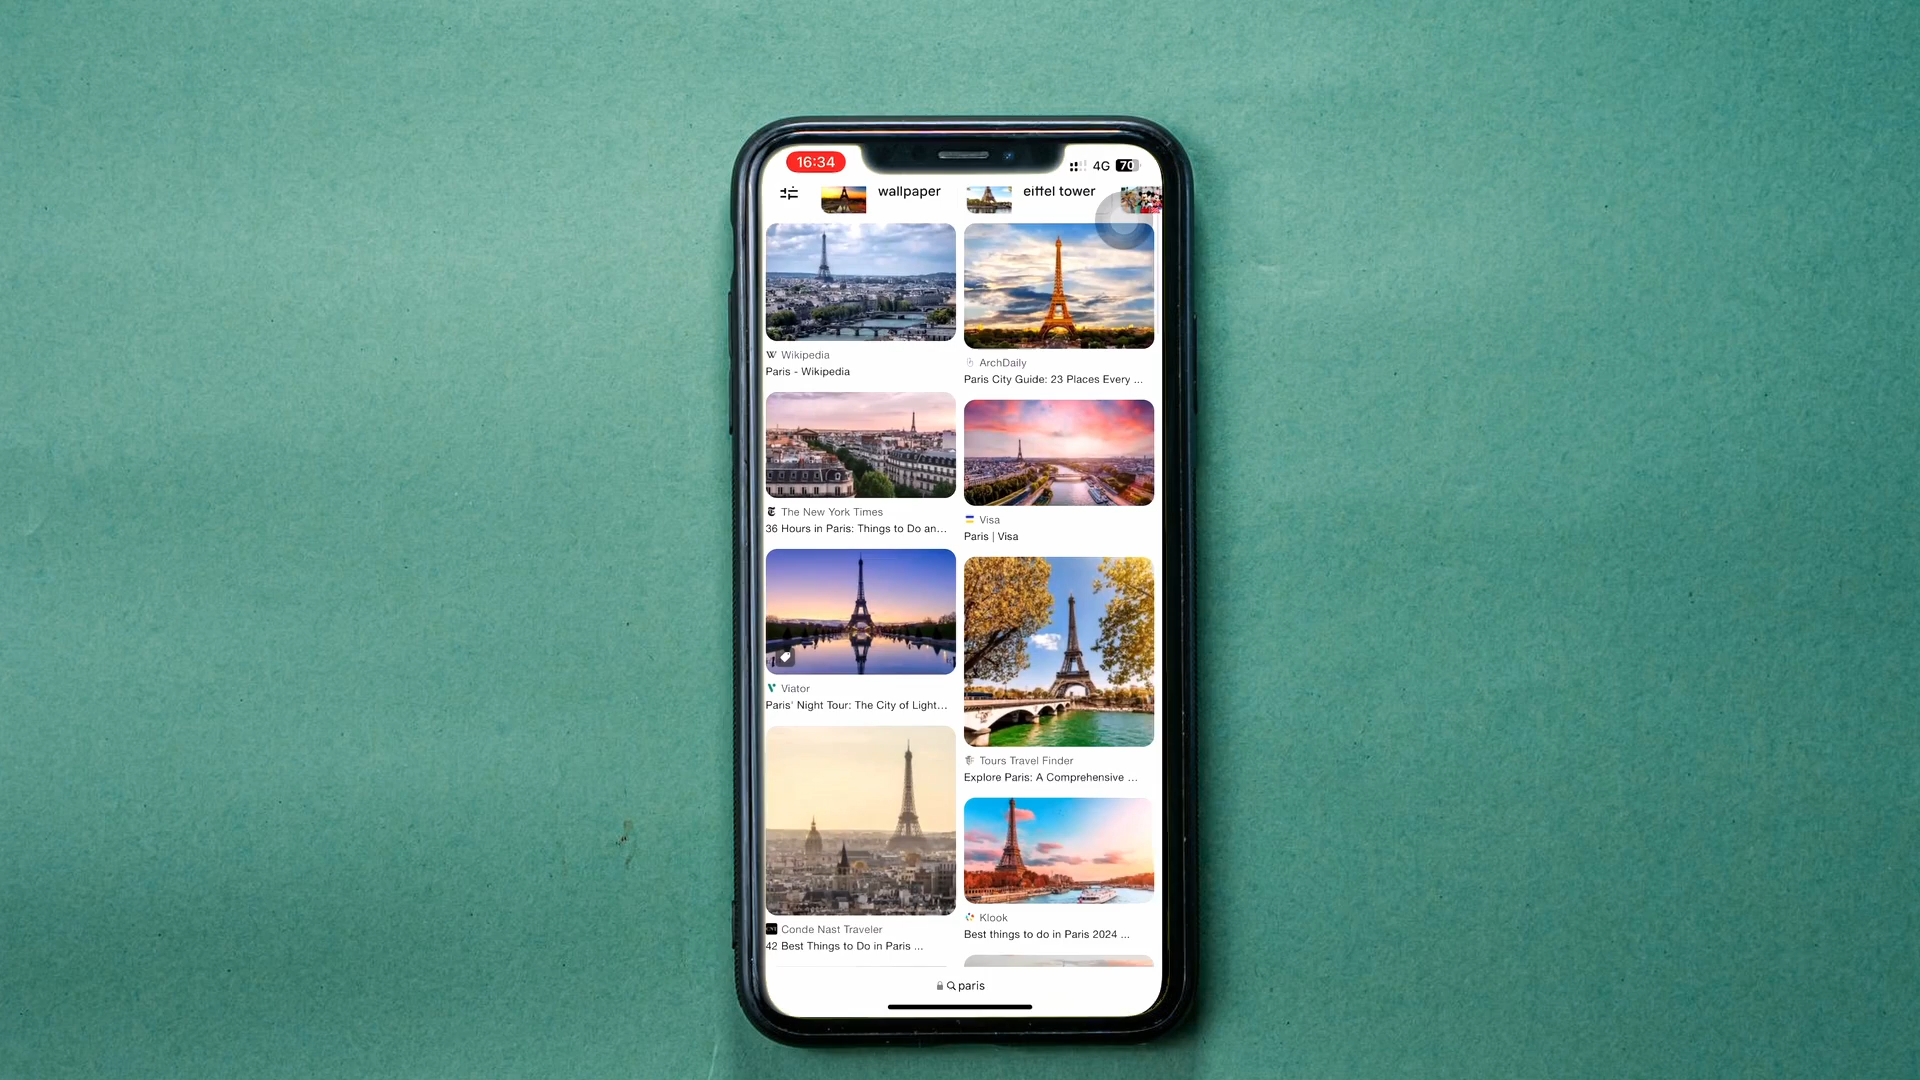 16:34
4G 70
wallpaper
eiffel tower
Wikipedia
Paris - Wikipedia
ArchDaily
Paris City Guide: 23 Places Every ...
The New York Times
36 Hours in Paris: Things to Do an...
Visa
Paris | Visa
Viator
Paris' Night Tour: The City of Light...
Tours Travel Finder
Explore Paris: A Comprehensive ...
Conde Nast Traveler
42 Best Things to Do in Paris ...
Klook
Best things to do in Paris 2024 ...
paris